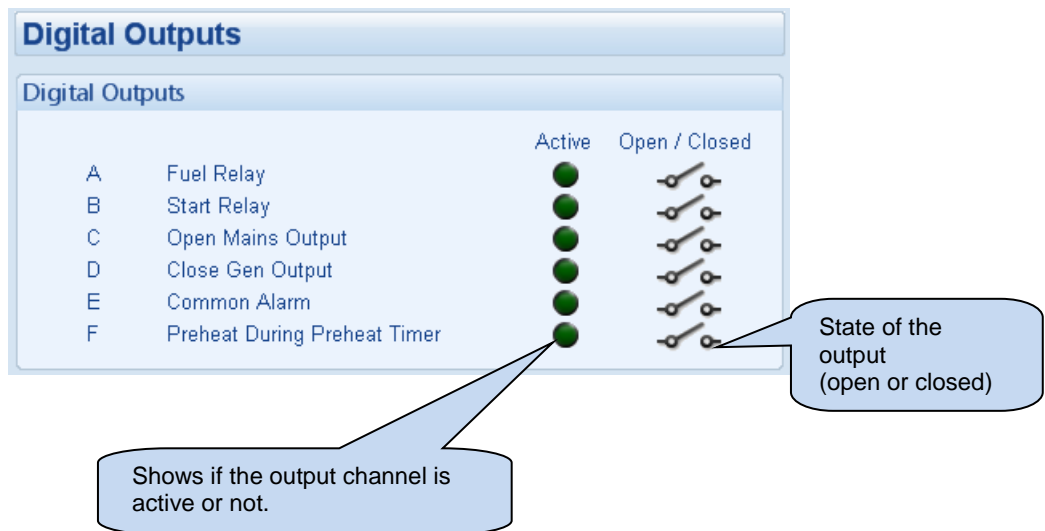 Digital Outputs
Digital Outputs
Active Open / Closed
A Fuel Relay
B Start Relay
C Open Mains Output
D Close Gen Output
E Common Alarm
F Preheat During Preheat Timer
State of the
output
(open or closed)
Shows if the output channel is
active or not.